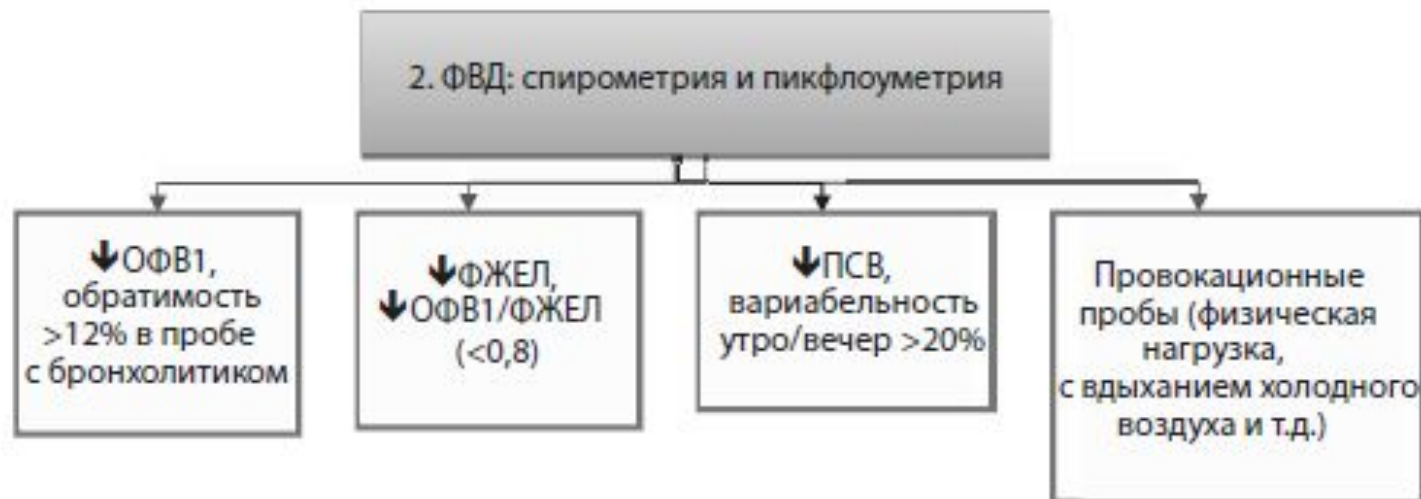 2. ФВД: спирометрия и пикфлоуметрия
🡻ОФВ1,
обратимость
>12% в пробе
с бронхолитиком
🡻ФЖЕЛ,
🡻ОФВ1/ФЖЕЛ
(<0,8)
🡻ПСВ,
вариабельность
утро/вечер >20%
Провокационные
пробы (физическая
нагрузка,
с вдыханием холодного
воздуха и т.д.)